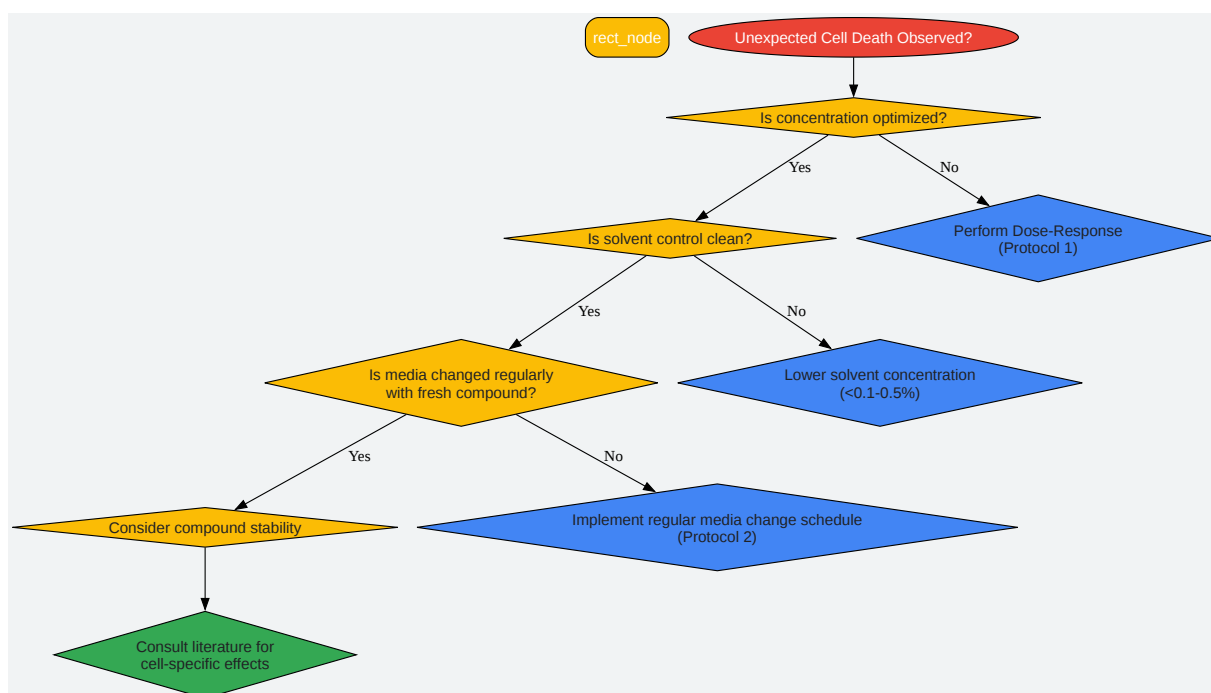 rect_node
Unexpected Cell Death Observed?
Is concentration optimized?
Yes
No
Perform Dose-Response
(Protocol 1)
Is solvent control clean?
Yes
No
Is media changed regularly
with fresh compound?
Lower solvent concentration
(<0.1-0.5%)
Yes
No
Consider compound stability
Implement regular media change schedule
(Protocol 2)
Consult literature for
cell-specific effects